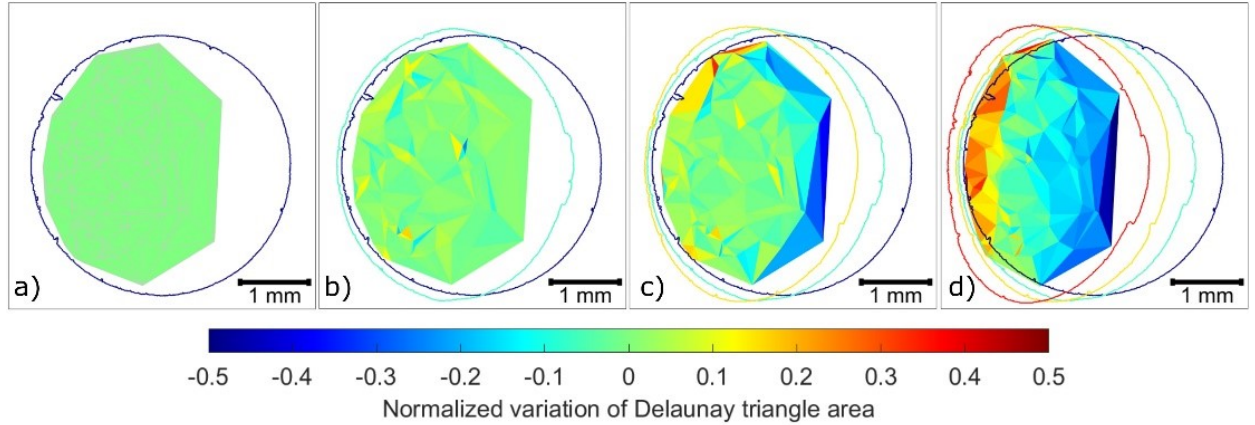 a) 1 mm b) 1 mm c) 1 mm d) 1 mm
-0.5 -0.4 -0.3 -0.2 -0.1 0 0.1 0.2 0.3 0.4 0.5
Normalized variation of Delaunay triangle area